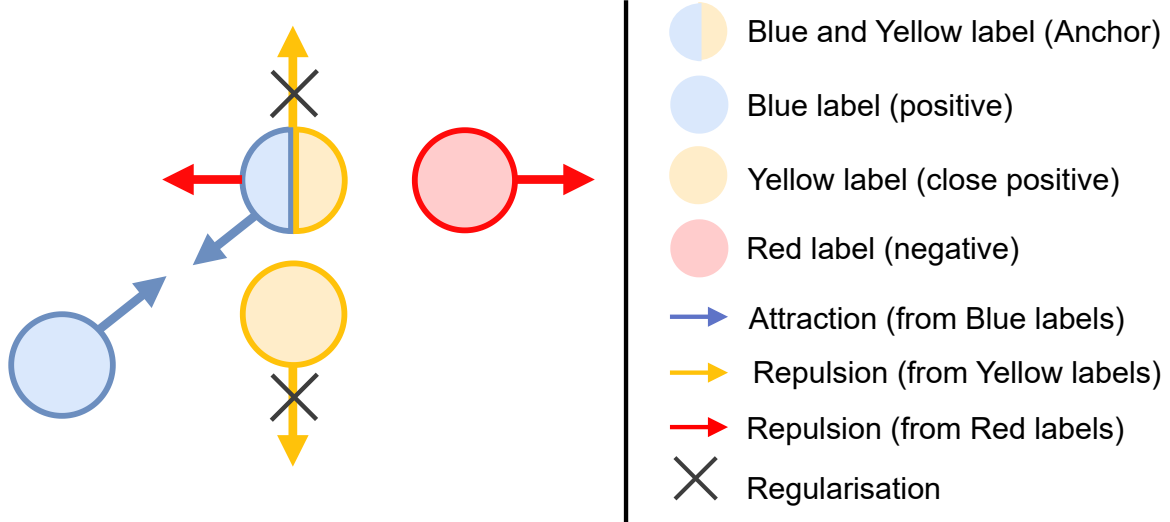 Blue and Yellow label (Anchor)
Blue label (positive)
Yellow label (close positive)
Red label (negative)
Attraction (from Blue labels)
Repulsion (from Yellow labels)
Repulsion (from Red labels)
Regularisation